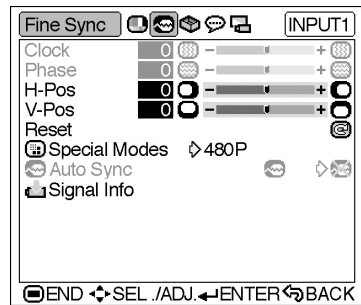 Fine Sync INPUT1
Clock 0 - +
Phase 0 - +
H-Pos 0 - +
V-Pos 0 - +
Reset
Special Modes 480P
Auto Sync
Signal Info
END SEL ./ADJ. ENTER BACK